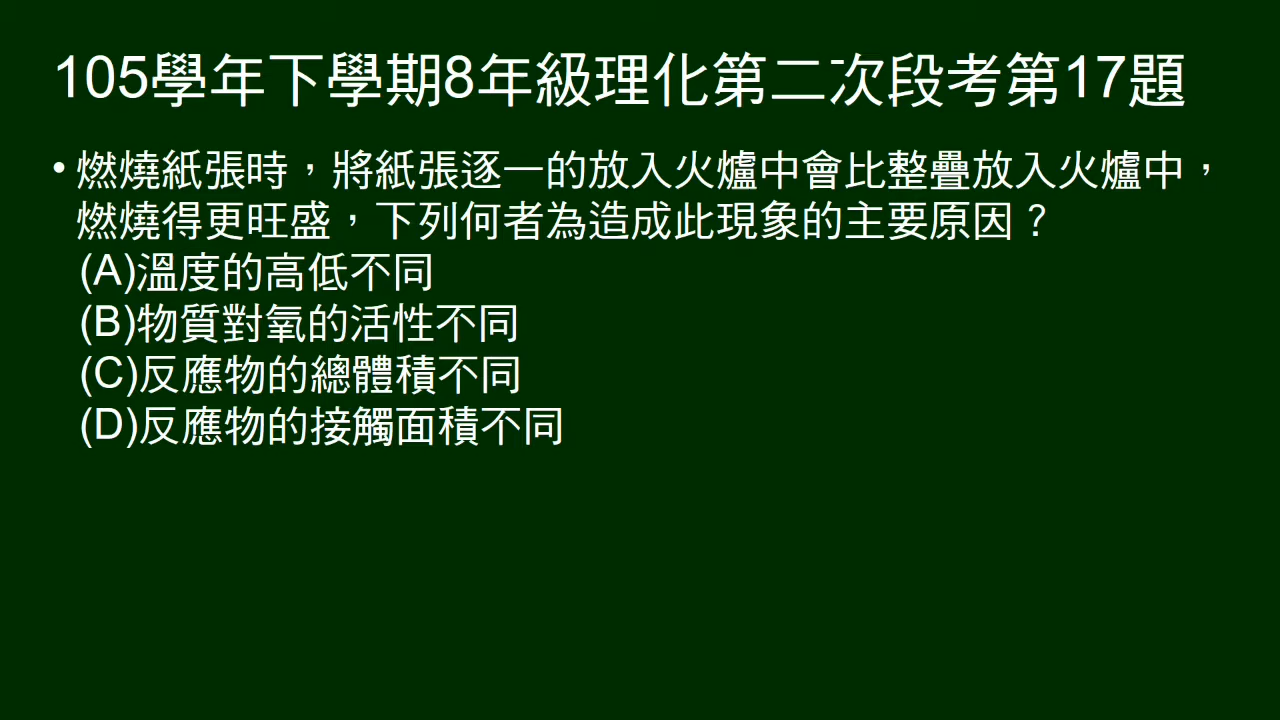 105學年下學期8年級理化第二次段考第17題
• 燃燒紙張時，將紙張逐一的放入火爐中會比整疊放入火爐中，
燃燒得更旺盛，下列何者為造成此現象的主要原因？
(A)溫度的高低不同
(B)物質對氧的活性不同
(C)反應物的總體積不同
(D)反應物的接觸面積不同